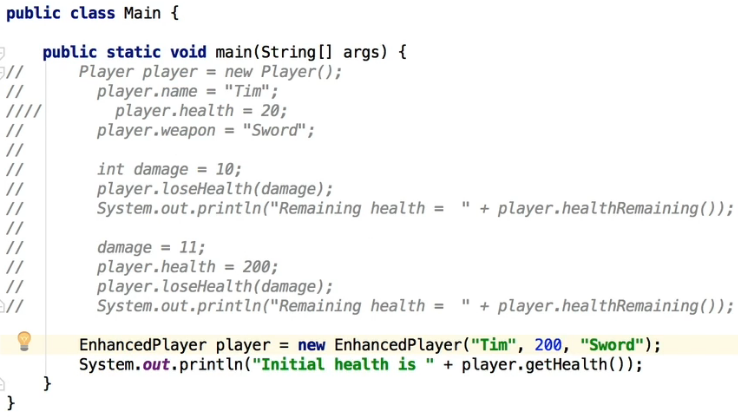 public class Main {
public static void main(String[] args) {
//      Player player = new Player();
//        player.name = "Tim";
////        player.health = 20;
//        player.weapon = "Sword";
//
//        int damage = 10;
//        player.loseHealth(damage);
//        System.out.println("Remaining health =  " + player.healthRemaining());
//
//        damage = 11;
//        player.health = 200;
//        player.loseHealth(damage);
//        System.out.println("Remaining health =  " + player.healthRemaining());
EnhancedPlayer player = new EnhancedPlayer("Tim", 200, "Sword");
System.out.println("Initial health is " + player.getHealth());
}
}